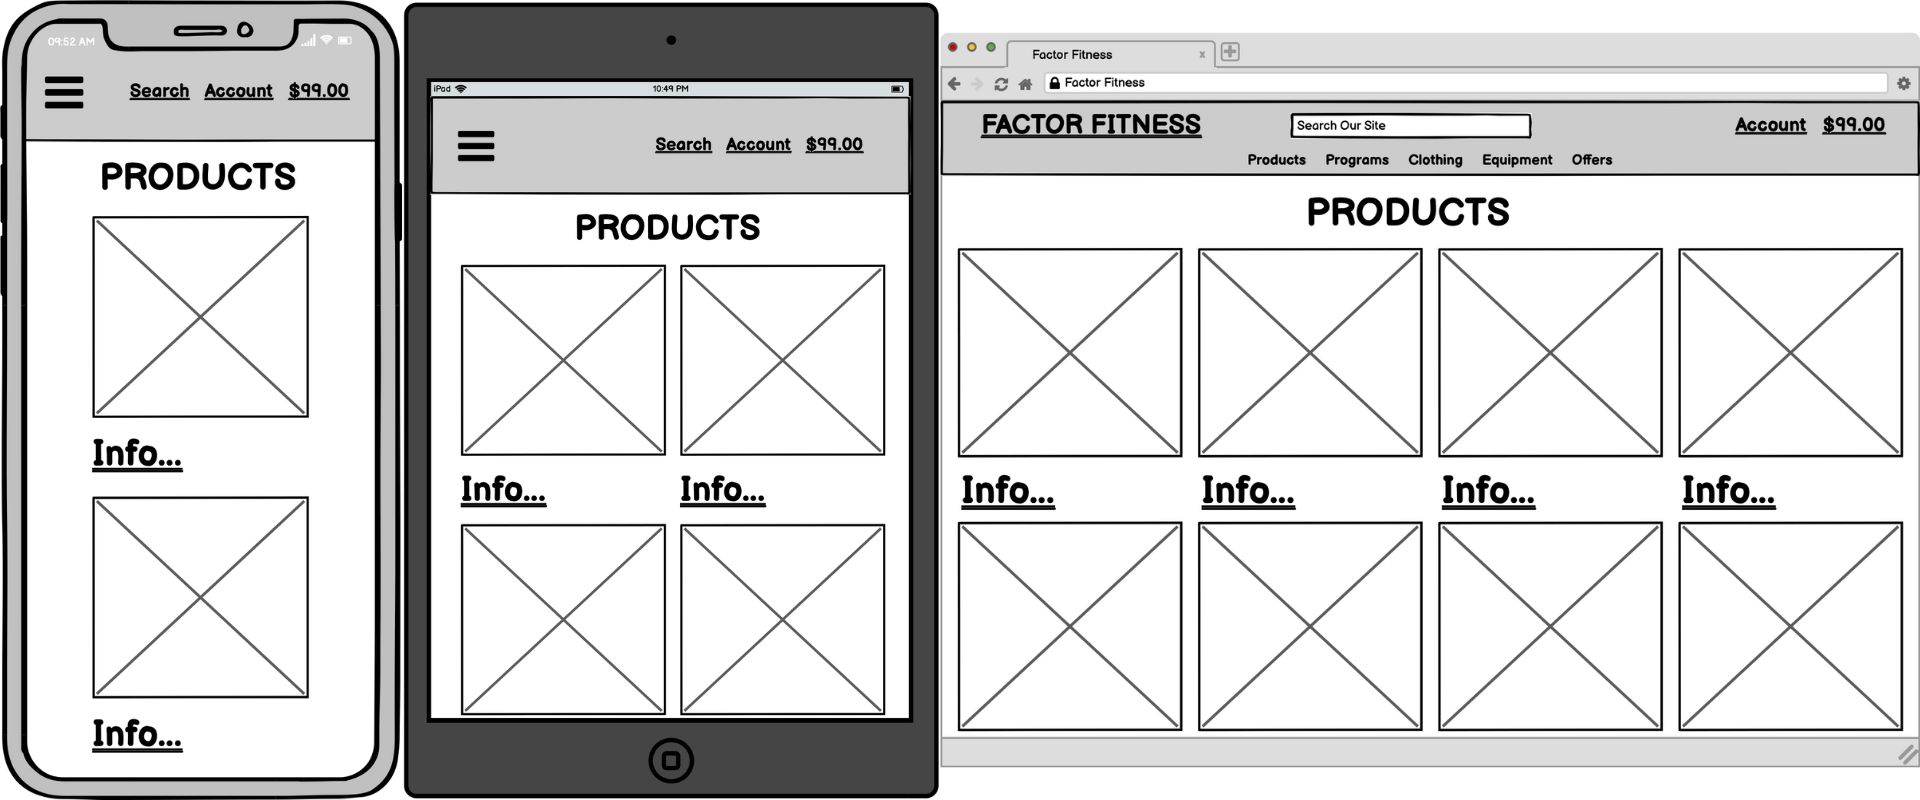 09:52 AM
Search Account $99.00
PRODUCTS
Info...
Info...
iPad 10:49 PM
Search Account $99.00
PRODUCTS
Info... Info...
Factor Fitness x
Factor Fitness
FACTOR FITNESS Search Our Site Account $99.00
Products Programs Clothing Equipment Offers
PRODUCTS
Info... Info... Info... Info...